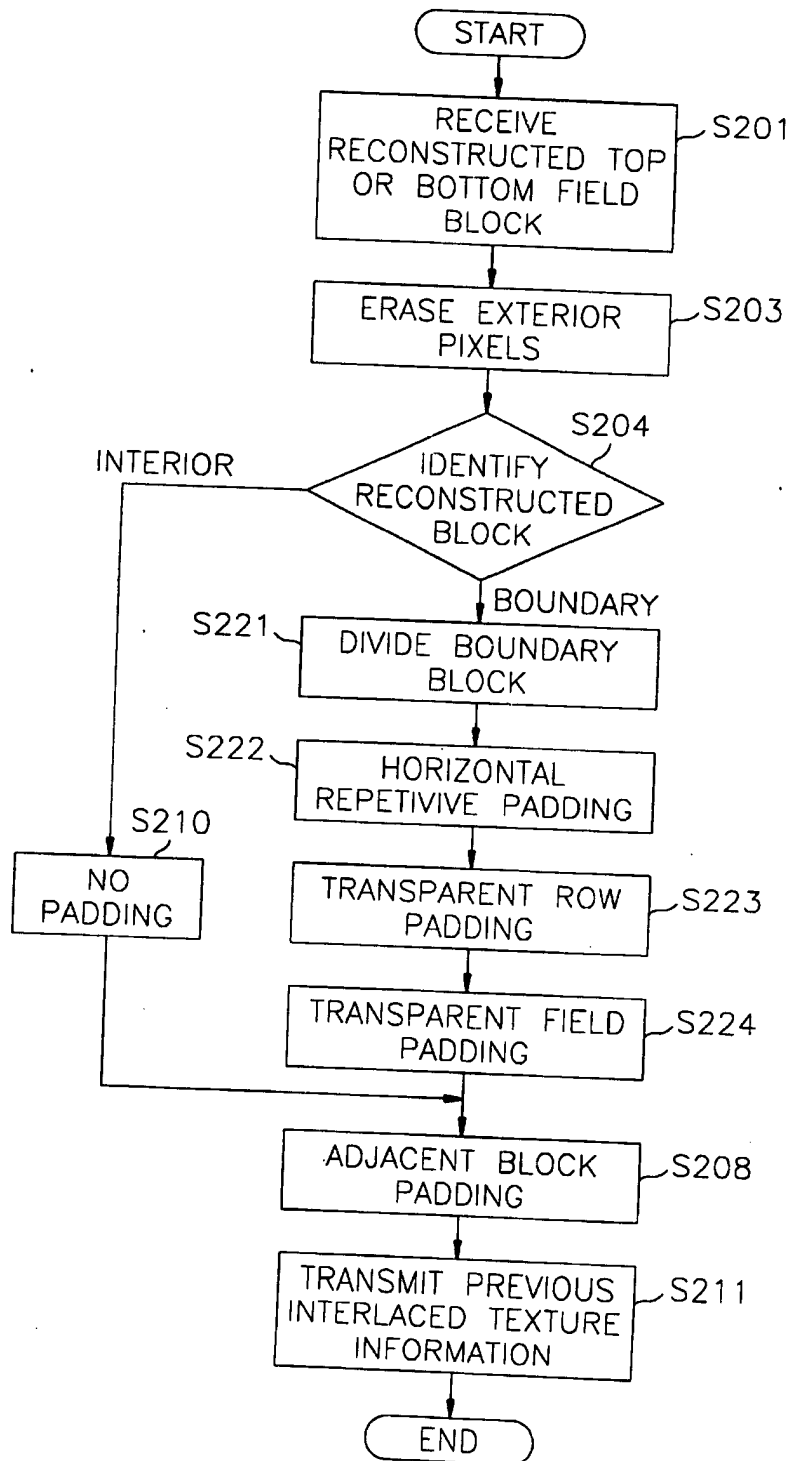 START
RECEIVE
RECONSTRUCTED TOP
OR BOTTOM FIELD
BLOCK
S201
ERASE EXTERIOR
PIXELS
S203
S204
INTERIOR
IDENTIFY
RECONSTRUCTED
BLOCK
BOUNDARY
S221
DIVIDE BOUNDARY
BLOCK
S222
HORIZONTAL
REPETIVIVE PADDING
S210
NO
PADDING
TRANSPARENT ROW
PADDING
S223
TRANSPARENT FIELD
PADDING
S224
ADJACENT BLOCK
PADDING
S208
TRANSMIT PREVIOUS
INTERLACED TEXTURE
INFORMATION
S211
END